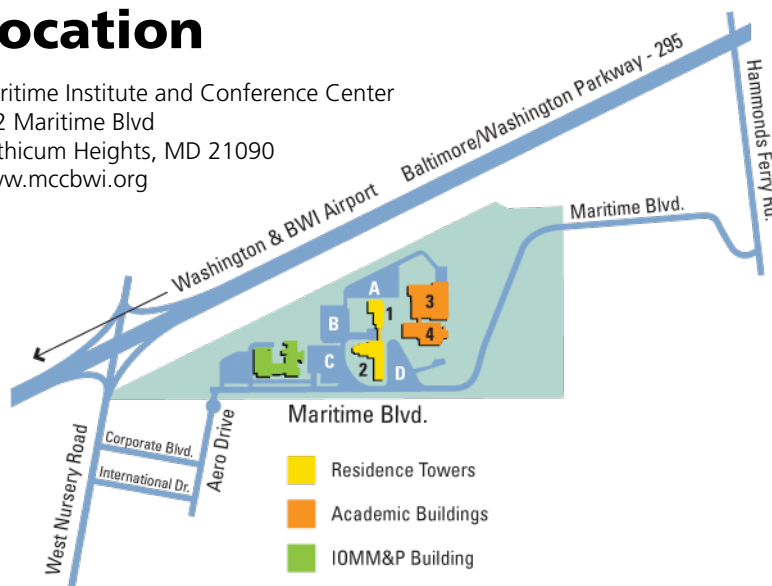 ocation
ritime Institute and Conference Center
2 Maritime Blvd
thicum Heights, MD 21090
w.mccbwi.org
Baltimore/Washington Parkway - 295
Hammonds Ferry Rd.
Washington & BWI Airport
Maritime Blvd.
A
1
3
B
4
C
2
D
Maritime Blvd.
Aero Drive
Corporate Blvd.
International Dr.
West Nursery Road
Residence Towers
Academic Buildings
IOMM&P Building